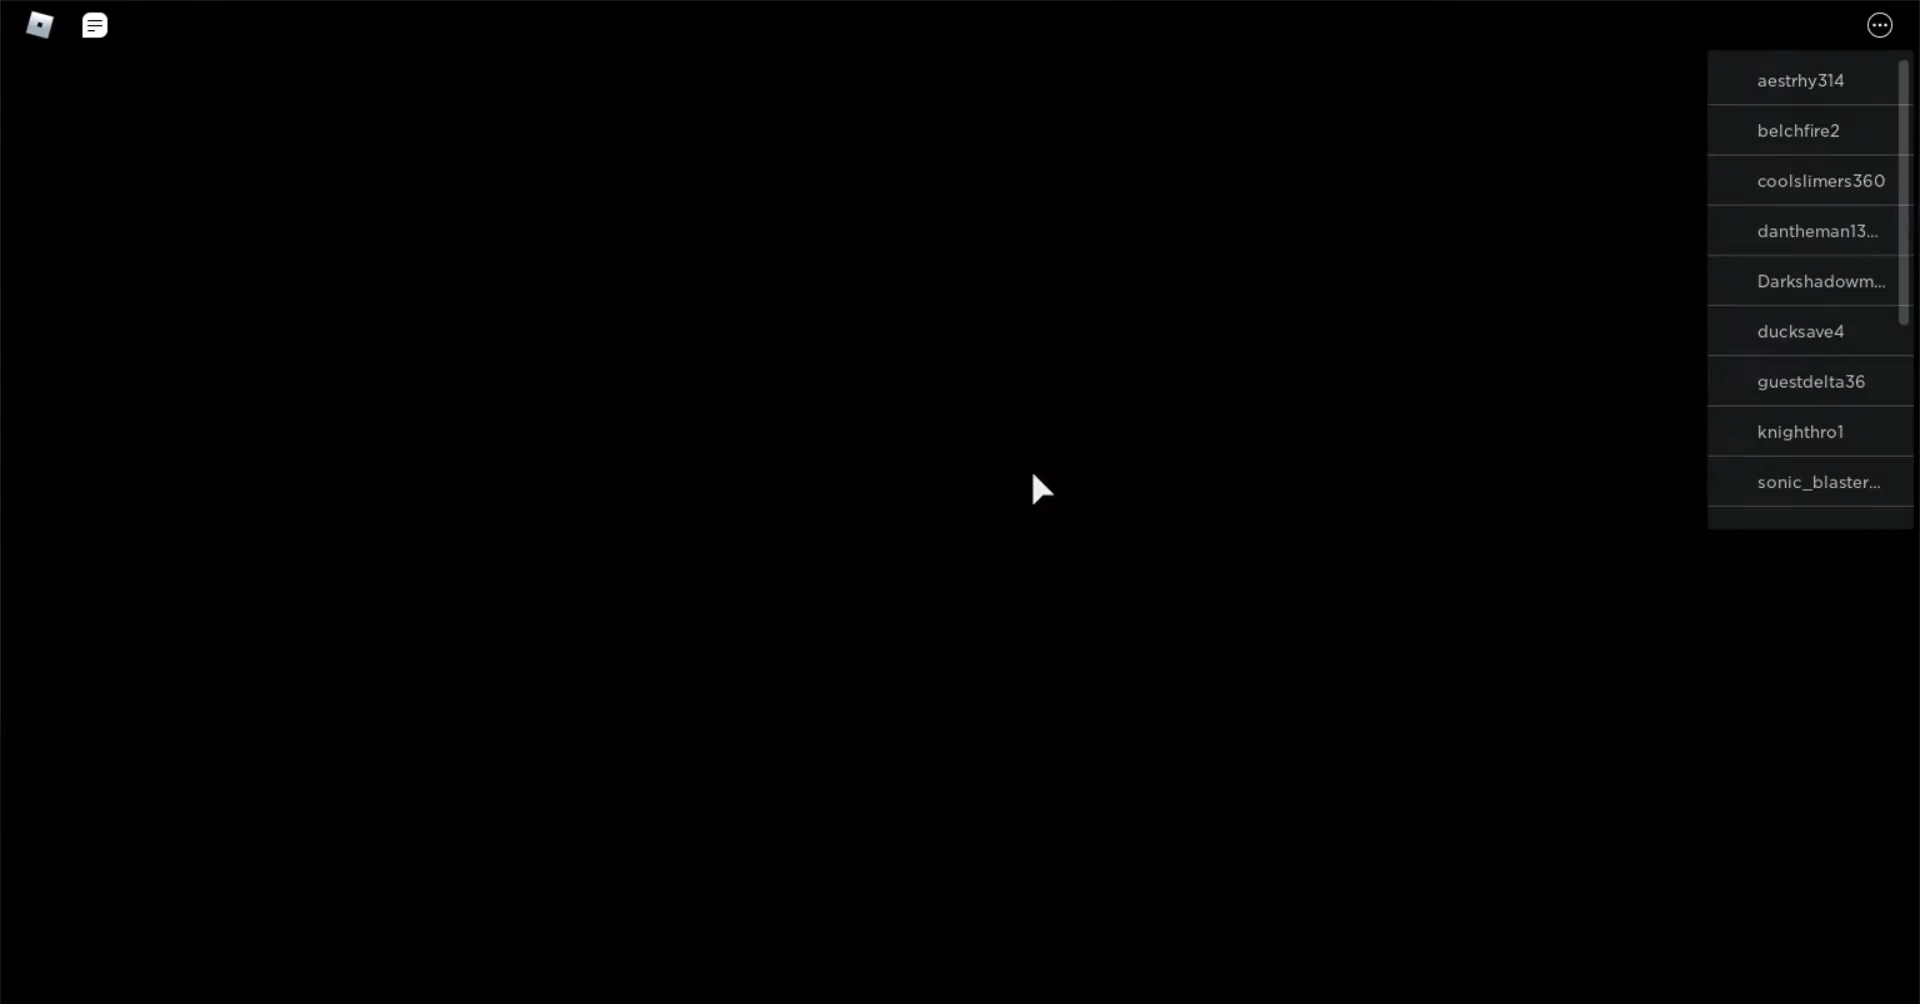 aestrhy314
belchfire2
coolslimers360
dantheman13...
Darkshadowm...
ducksave4
guestdelta36
knighthro1
sonic_blaster...